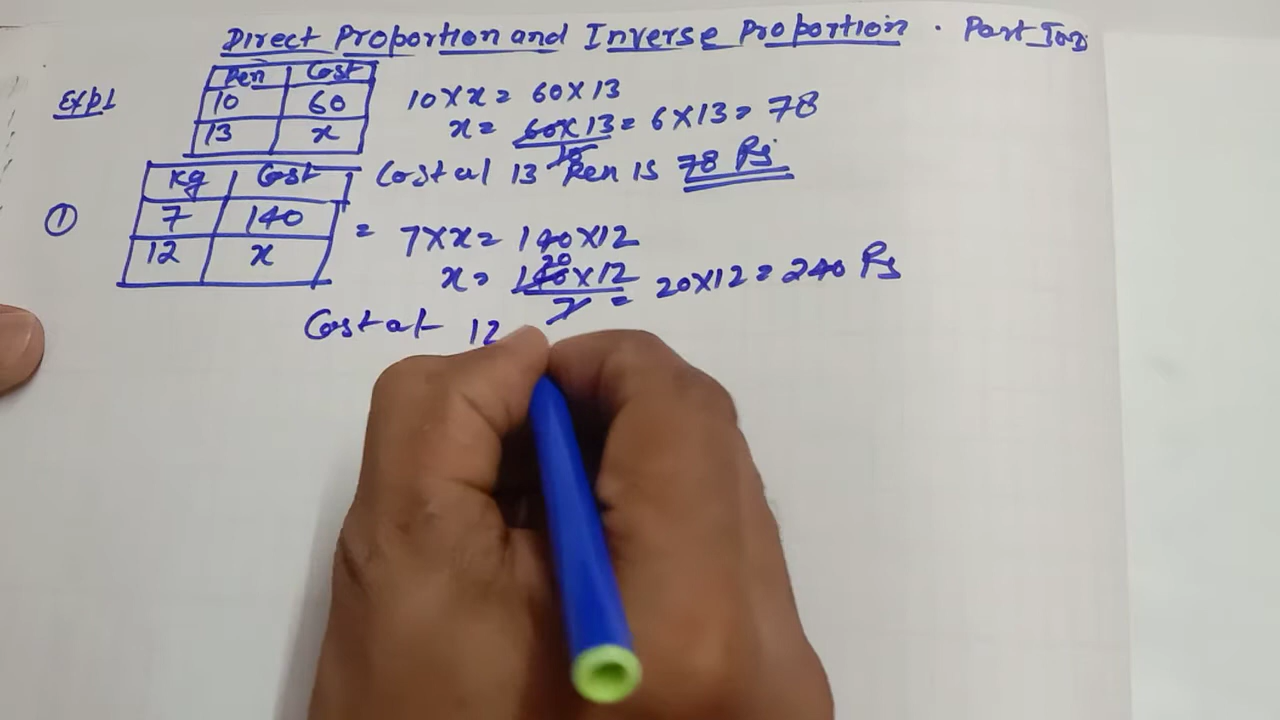 Direct Proportion and Inverse Proportion . Part
Exp1
Pen Cost
10 60
13 x
10 X x = 60 X 13
x = 60 X 13 = 6 X 13 = 78
10
Cost of 13 Pen is 78 Rs
①
Kg Cost
7 140
12 x
= 7 X x = 140 X 12
20
x = 140 X 12 = 20 X 12 = 240 Rs
7
Cost of 12